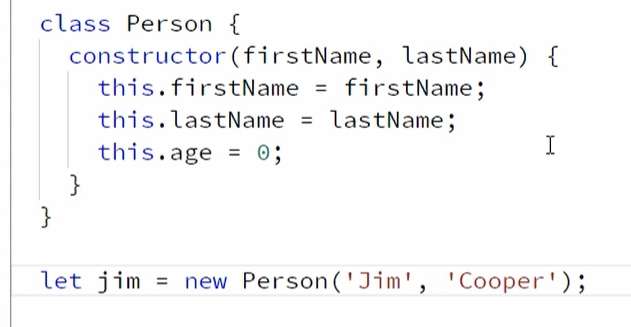 class Person {
  constructor(firstName, lastName) {
    this.firstName = firstName;
    this.lastName = lastName;
    this.age = 0;
  }
}
let jim = new Person('Jim', 'Cooper');